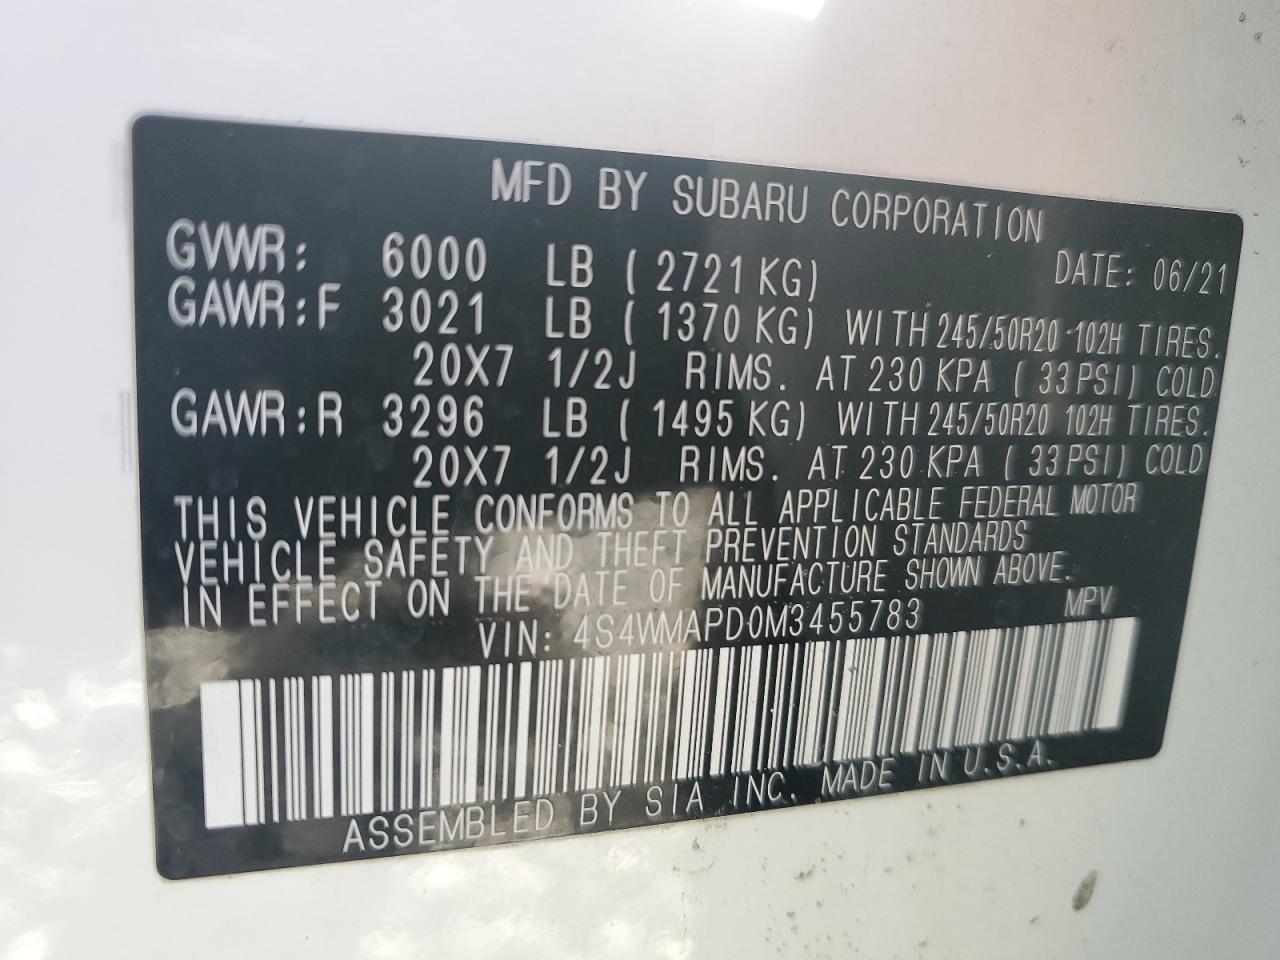 MFD BY SUBARU CORPORATION
GVWR: 6000 LB ( 2721 KG) DATE: 06/21
GAWR:F 3021 LB ( 1370 KG) WITH 245/50R20 102H TIRES.
20X7 1/2J RIMS. AT 230 KPA ( 33PSI) COLD
GAWR:R 3296 LB ( 1495 KG) WITH 245/50R20 102H TIRES.
20X7 1/2J RIMS. AT 230 KPA ( 33PSI) COLD
THIS VEHICLE CONFORMS TO ALL APPLICABLE FEDERAL MOTOR
VEHICLE SAFETY AND THEFT PREVENTION STANDARDS
IN EFFECT ON THE DATE OF MANUFACTURE SHOWN ABOVE.
VIN: 4S4WMAPD0M3455783 MPV
ASSEMBLED BY SIA INC. MADE IN U.S.A.